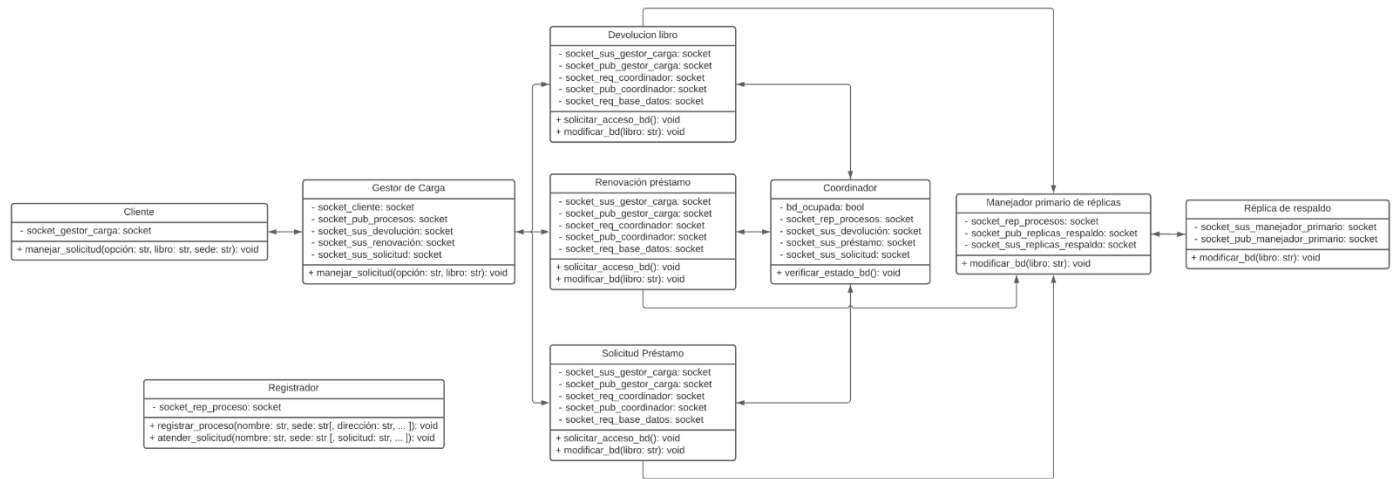 Devolucion libro
- socket_sus_gestor_carga: socket
- socket_pub_gestor_carga: socket
- socket_req_coordinador: socket
- socket_pub_coordinador: socket
- socket_req_base_datos: socket
+ solicitar_acceso_bd(): void
+ modificar_bd(libro: str): void
Cliente
- socket_gestor_carga: socket
+ manejar_solicitud(opción: str, libro: str, sede: str): void
Gestor de Carga
- socket_cliente: socket
- socket_pub_procesos: socket
- socket_sus_devolución: socket
- socket_sus_renovación: socket
- socket_sus_solicitud: socket
+ manejar_solicitud(opción: str, libro: str): void
Renovación préstamo
- socket_sus_gestor_carga: socket
- socket_pub_gestor_carga: socket
- socket_req_coordinador: socket
- socket_pub_coordinador: socket
- socket_req_base_datos: socket
+ solicitar_acceso_bd(): void
+ modificar_bd(libro: str): void
Coordinador
- bd_ocupada: bool
- socket_rep_procesos: socket
- socket_sus_devolución: socket
- socket_sus_préstamo: socket
- socket_sus_solicitud: socket
+ verificar_estado_bd(): void
Manejador primario de réplicas
- socket_rep_procesos: socket
- socket_pub_replicas_respaldo: socket
- socket_sus_replicas_respaldo: socket
+ modificar_bd(libro: str): void
Réplica de respaldo
- socket_sus_manejador_primario: socket
- socket_pub_manejador_primario: socket
+ modificar_bd(libro: str): void
Solicitud Préstamo
- socket_sus_gestor_carga: socket
- socket_pub_gestor_carga: socket
- socket_req_coordinador: socket
- socket_pub_coordinador: socket
- socket_req_base_datos: socket
+ solicitar_acceso_bd(): void
+ modificar_bd(libro: str): void
Registrador
- socket_rep_proceso: socket
+ registrar_proceso(nombre: str, sede: str[, dirección: str, ... ]): void
+ atender_solicitud(nombre: str, sede: str [, solicitud: str, ... ]): void